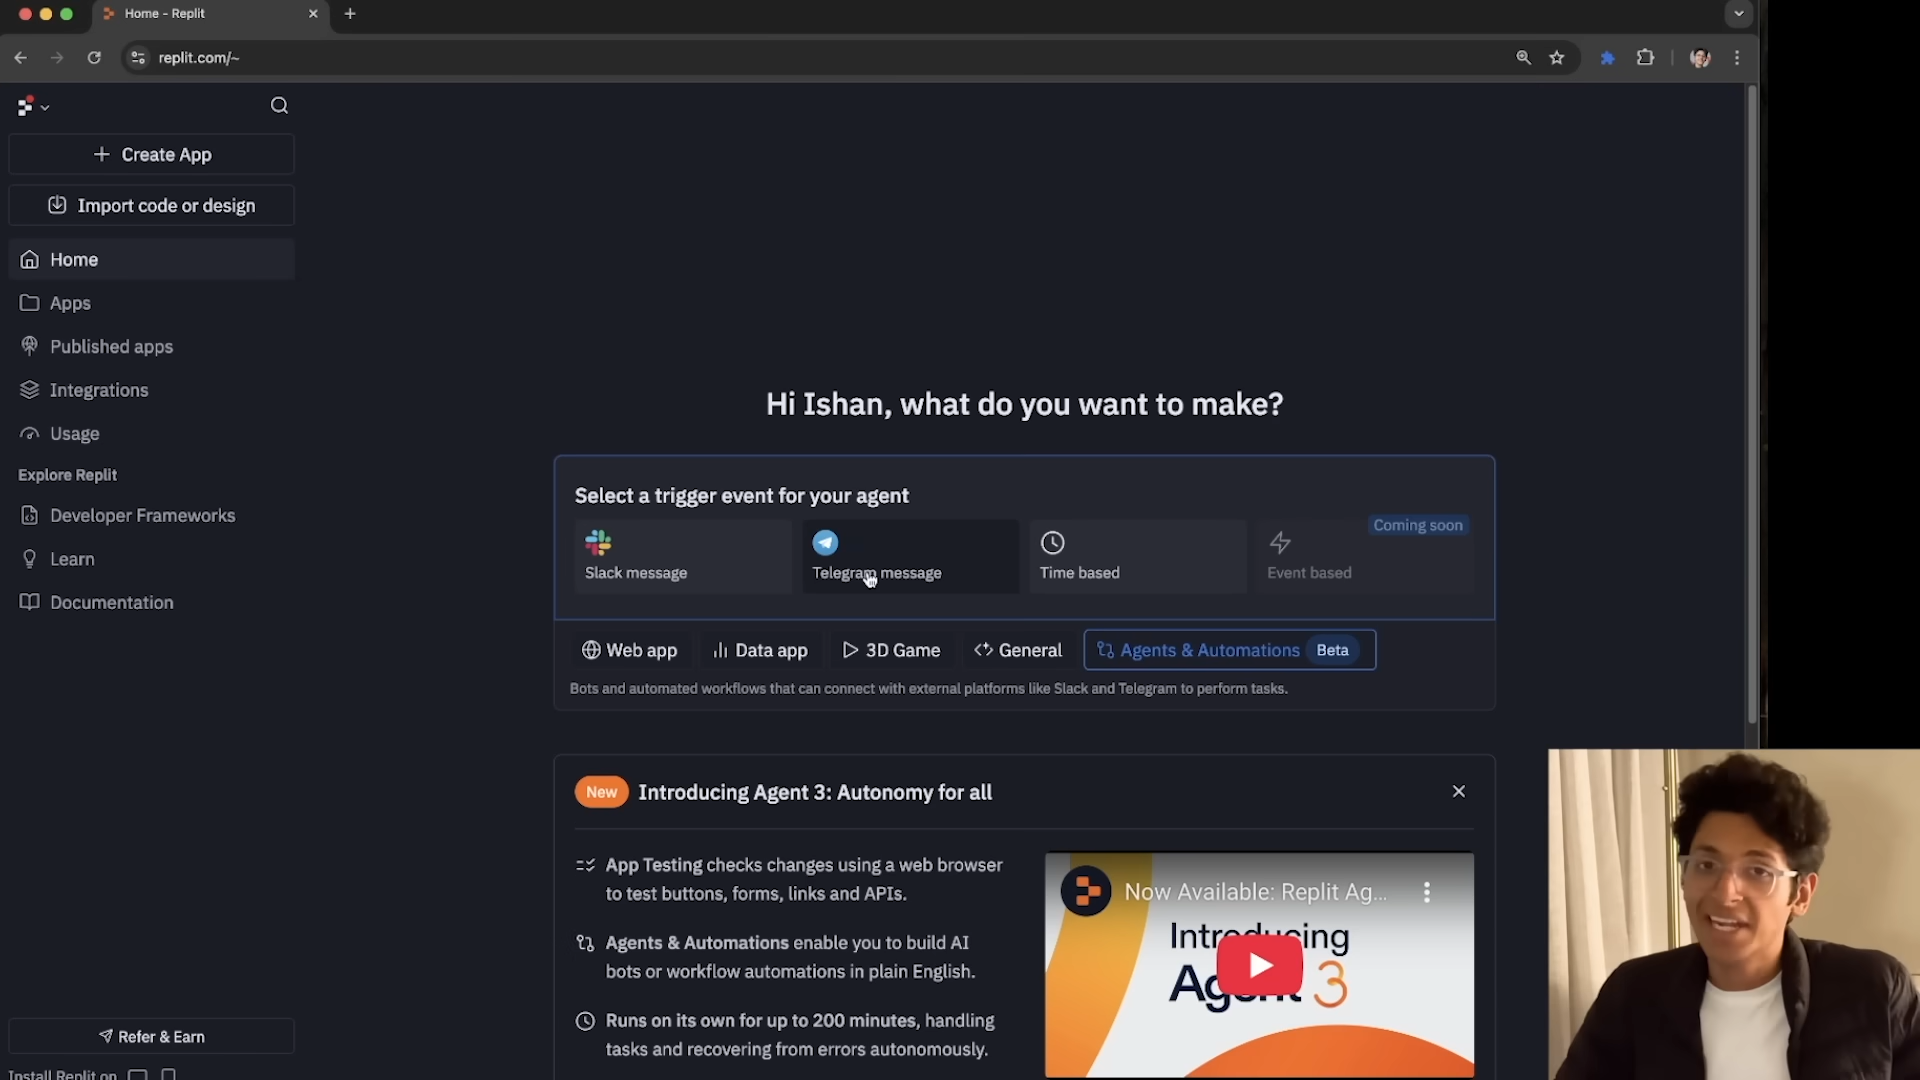 Home - Replit
replit.com/~
Create App
Import code or design
Home
Apps
Published apps
Integrations
Usage
Explore Replit
Developer Frameworks
Learn
Documentation
Refer & Earn
Install Replit on
Hi Ishan, what do you want to make?
Select a trigger event for your agent
Slack message
Telegram message
Time based
Coming soon
Event based
Web app
Data app
3D Game
General
Agents & Automations Beta
Bots and automated workflows that can connect with external platforms like Slack and Telegram to perform tasks.
New Introducing Agent 3: Autonomy for all
App Testing checks changes using a web browser
to test buttons, forms, links and APIs.
Agents & Automations enable you to build AI
bots or workflow automations in plain English.
Runs on its own for up to 200 minutes, handling
tasks and recovering from errors autonomously.
Now Available: Replit Ag...
Introducing
Agent 3